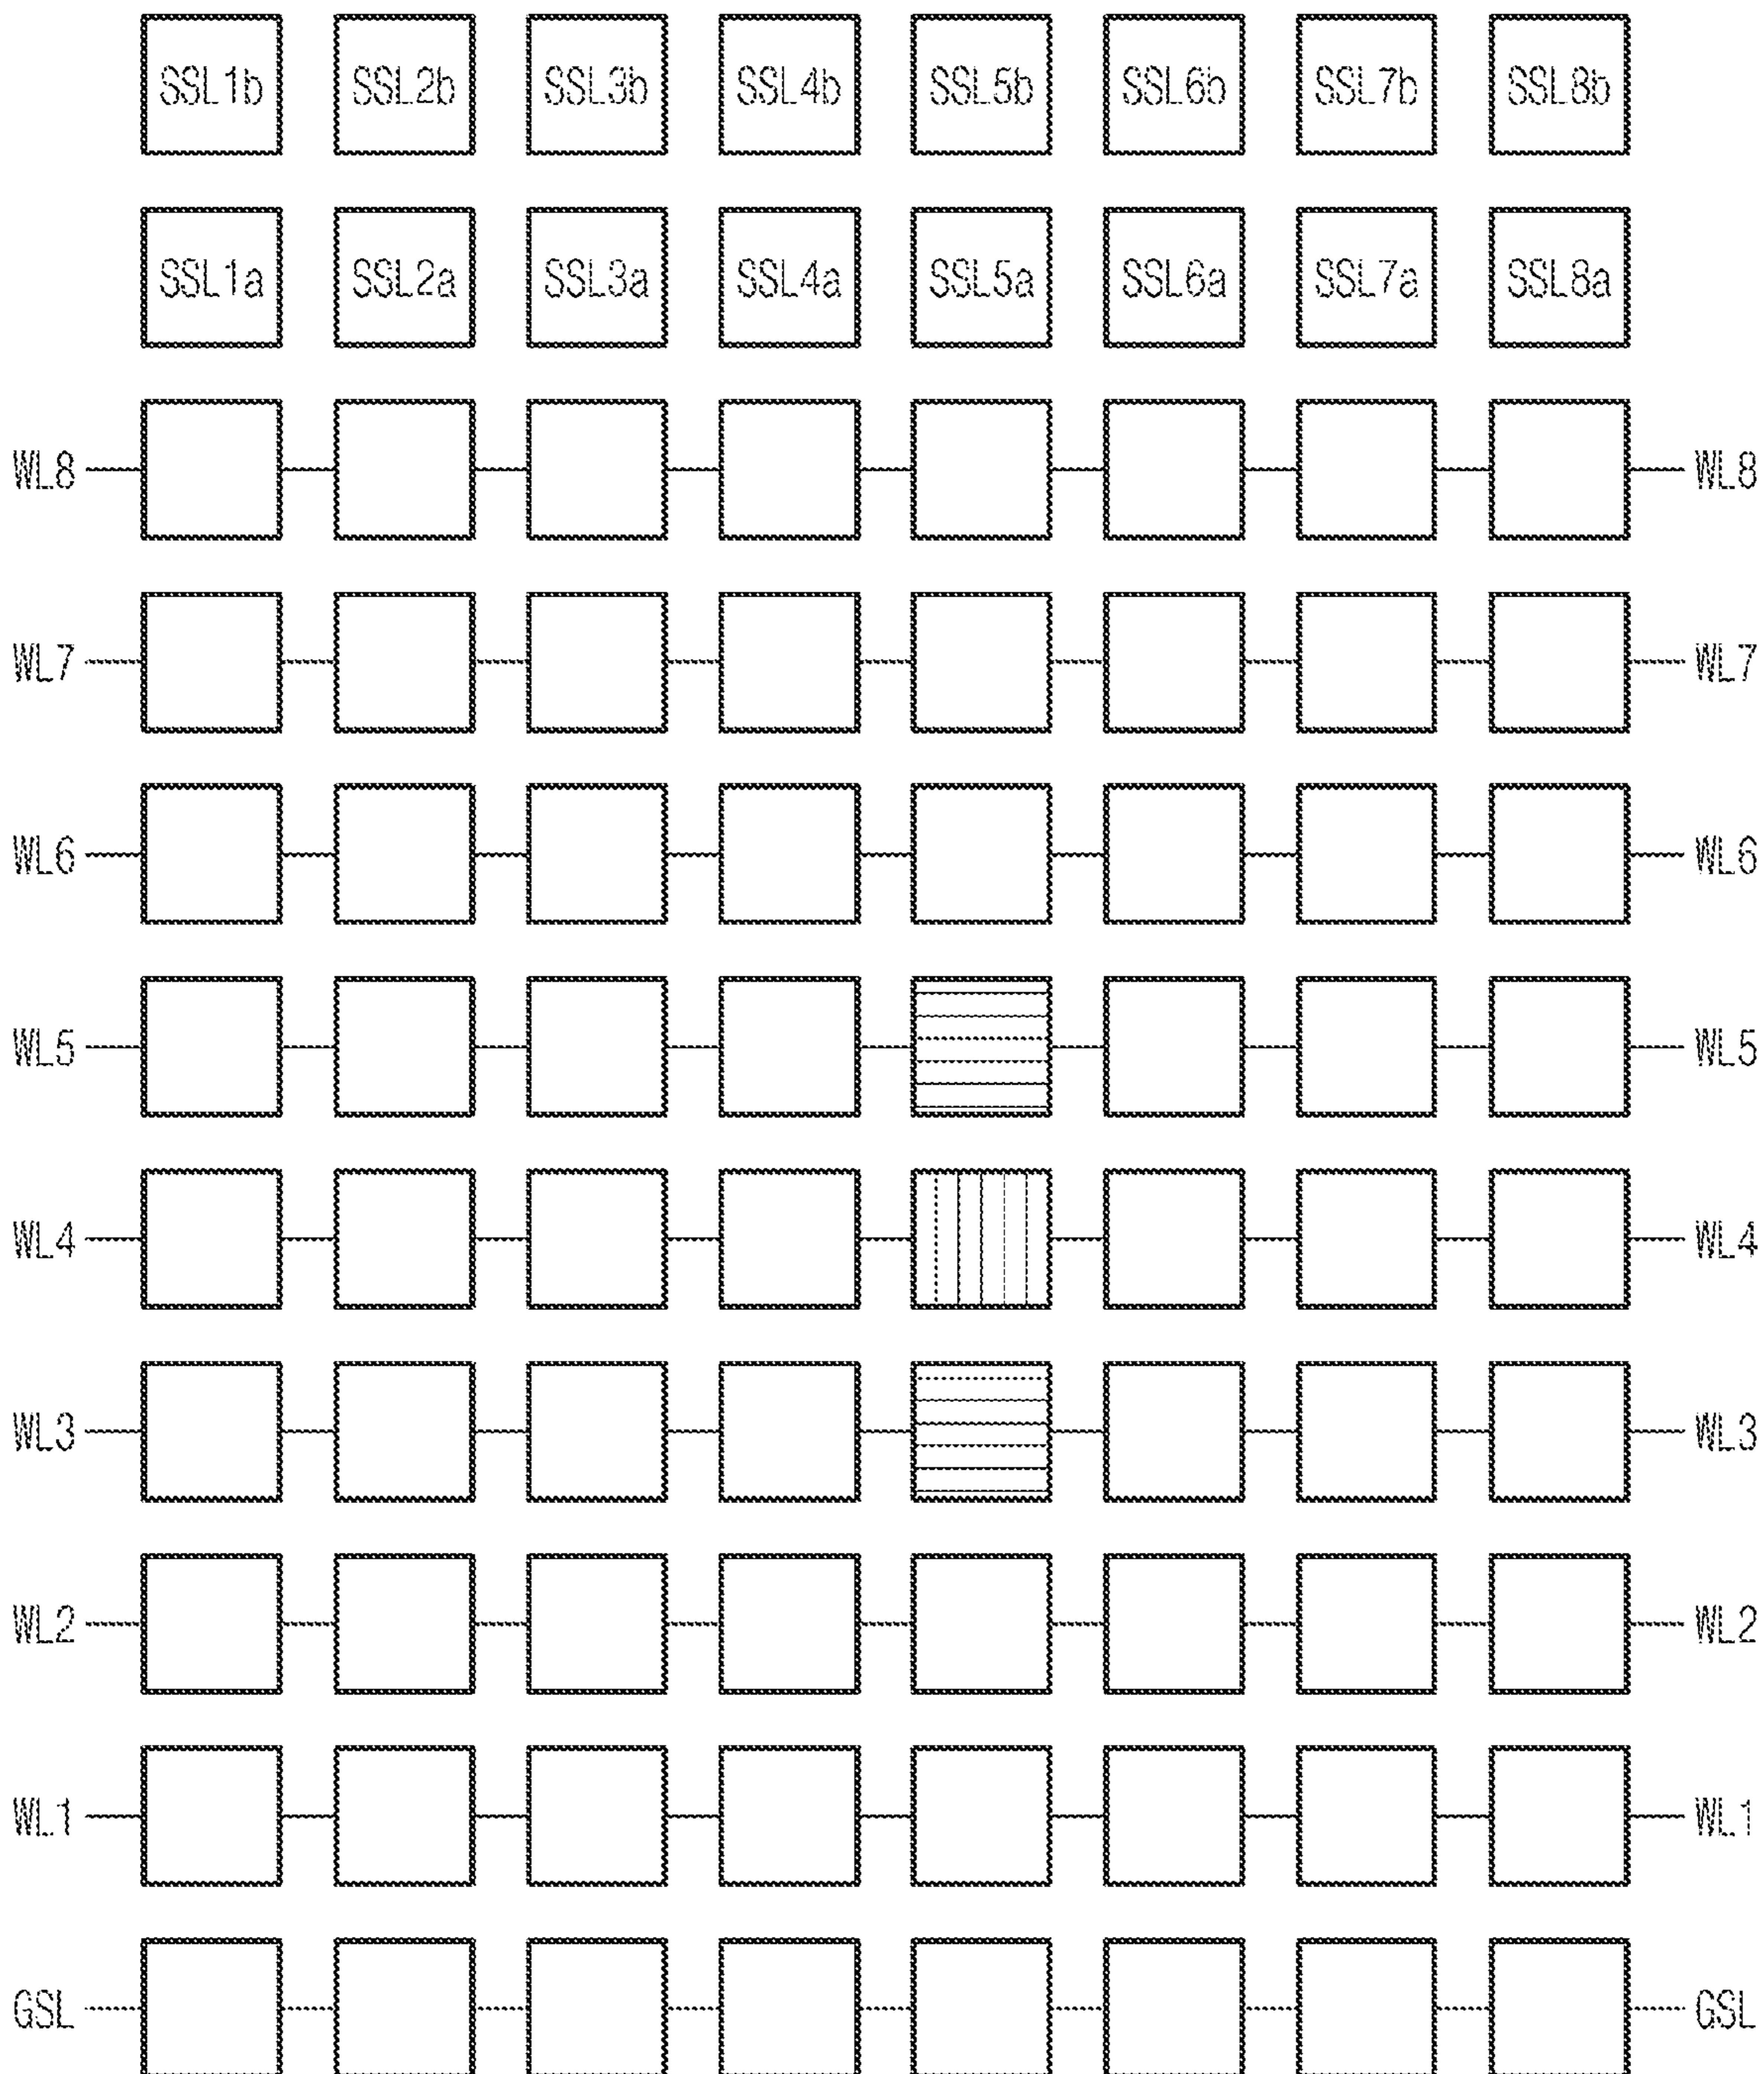 SSL1b SSL2b SSL3b SSL4b SSL5b SSL6b SSL7b SSL8b
SSL1a SSL2a SSL3a SSL4a SSL5a SSL6a SSL7a SSL8a
WL8 WL8
WL7 WL7
WL6 WL6
WL5 WL5
WL4 WL4
WL3 WL3
WL2 WL2
WL1 WL1
GSL GSL